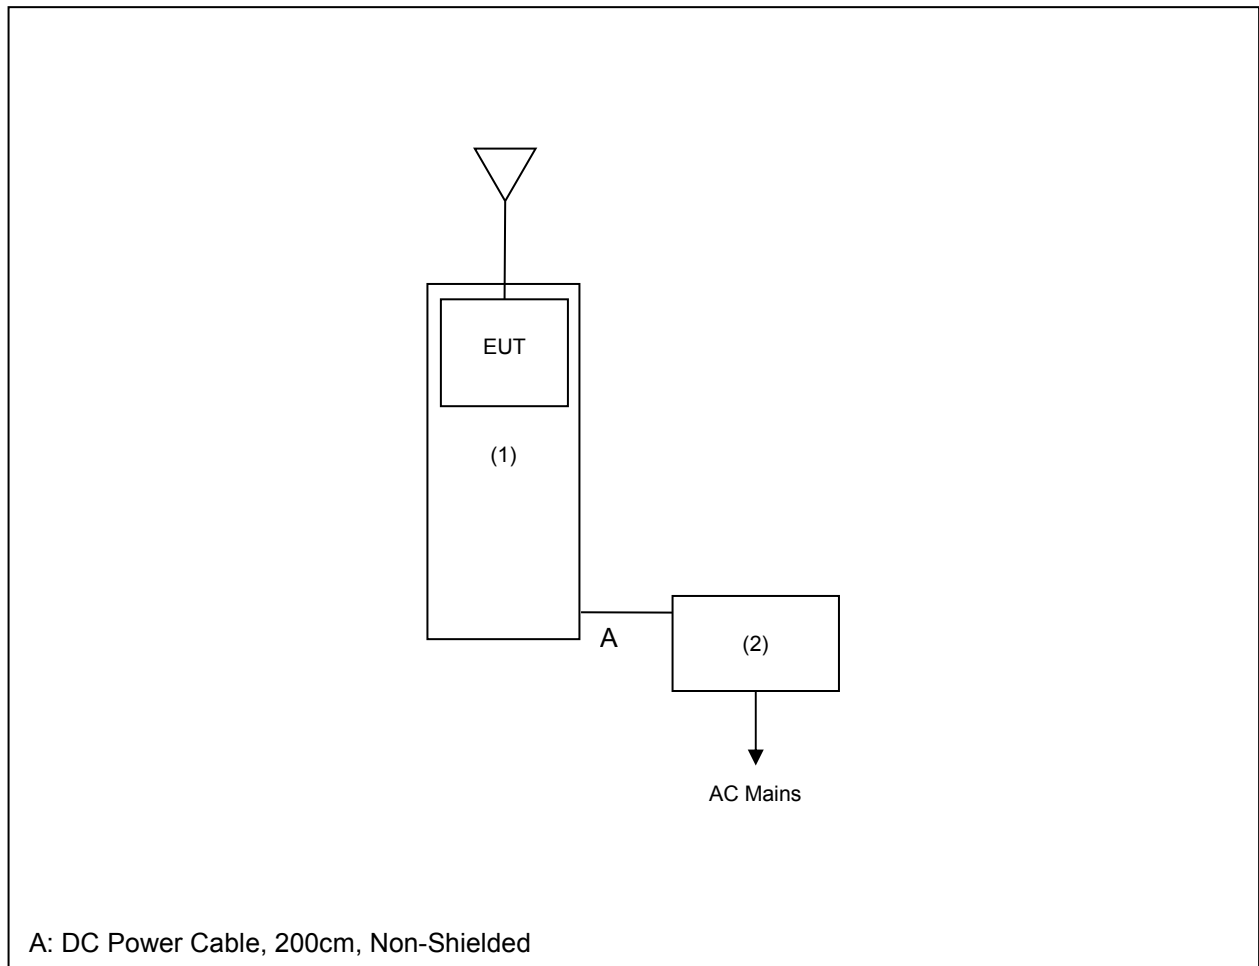 EUT
(1)
A
(2)
AC Mains
A: DC Power Cable, 200cm, Non-Shielded